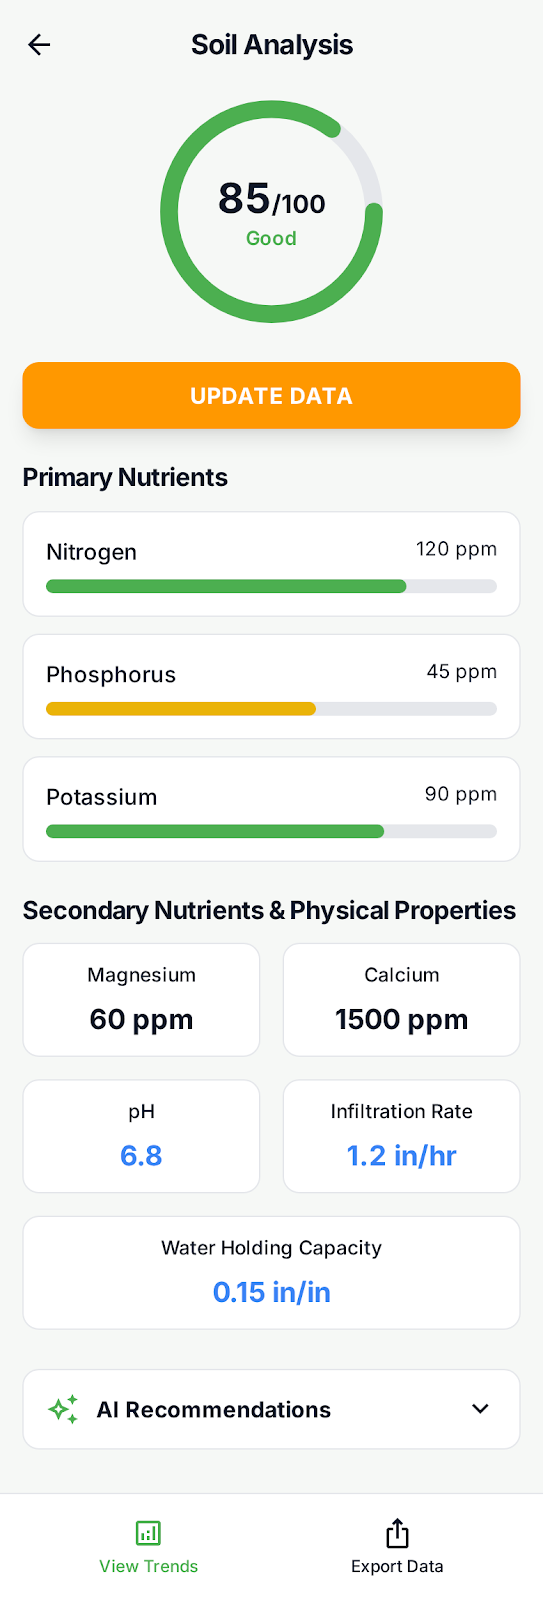 Soil Analysis
85/100
Good
UPDATE DATA
Primary Nutrients
Nitrogen 120 ppm
Phosphorus 45 ppm
Potassium 90 ppm
Secondary Nutrients & Physical Properties
Magnesium Calcium
60 ppm 1500 ppm
pH Infiltration Rate
6.8 1.2 in/hr
Water Holding Capacity
0.15 in/in
AI Recommendations
View Trends Export Data